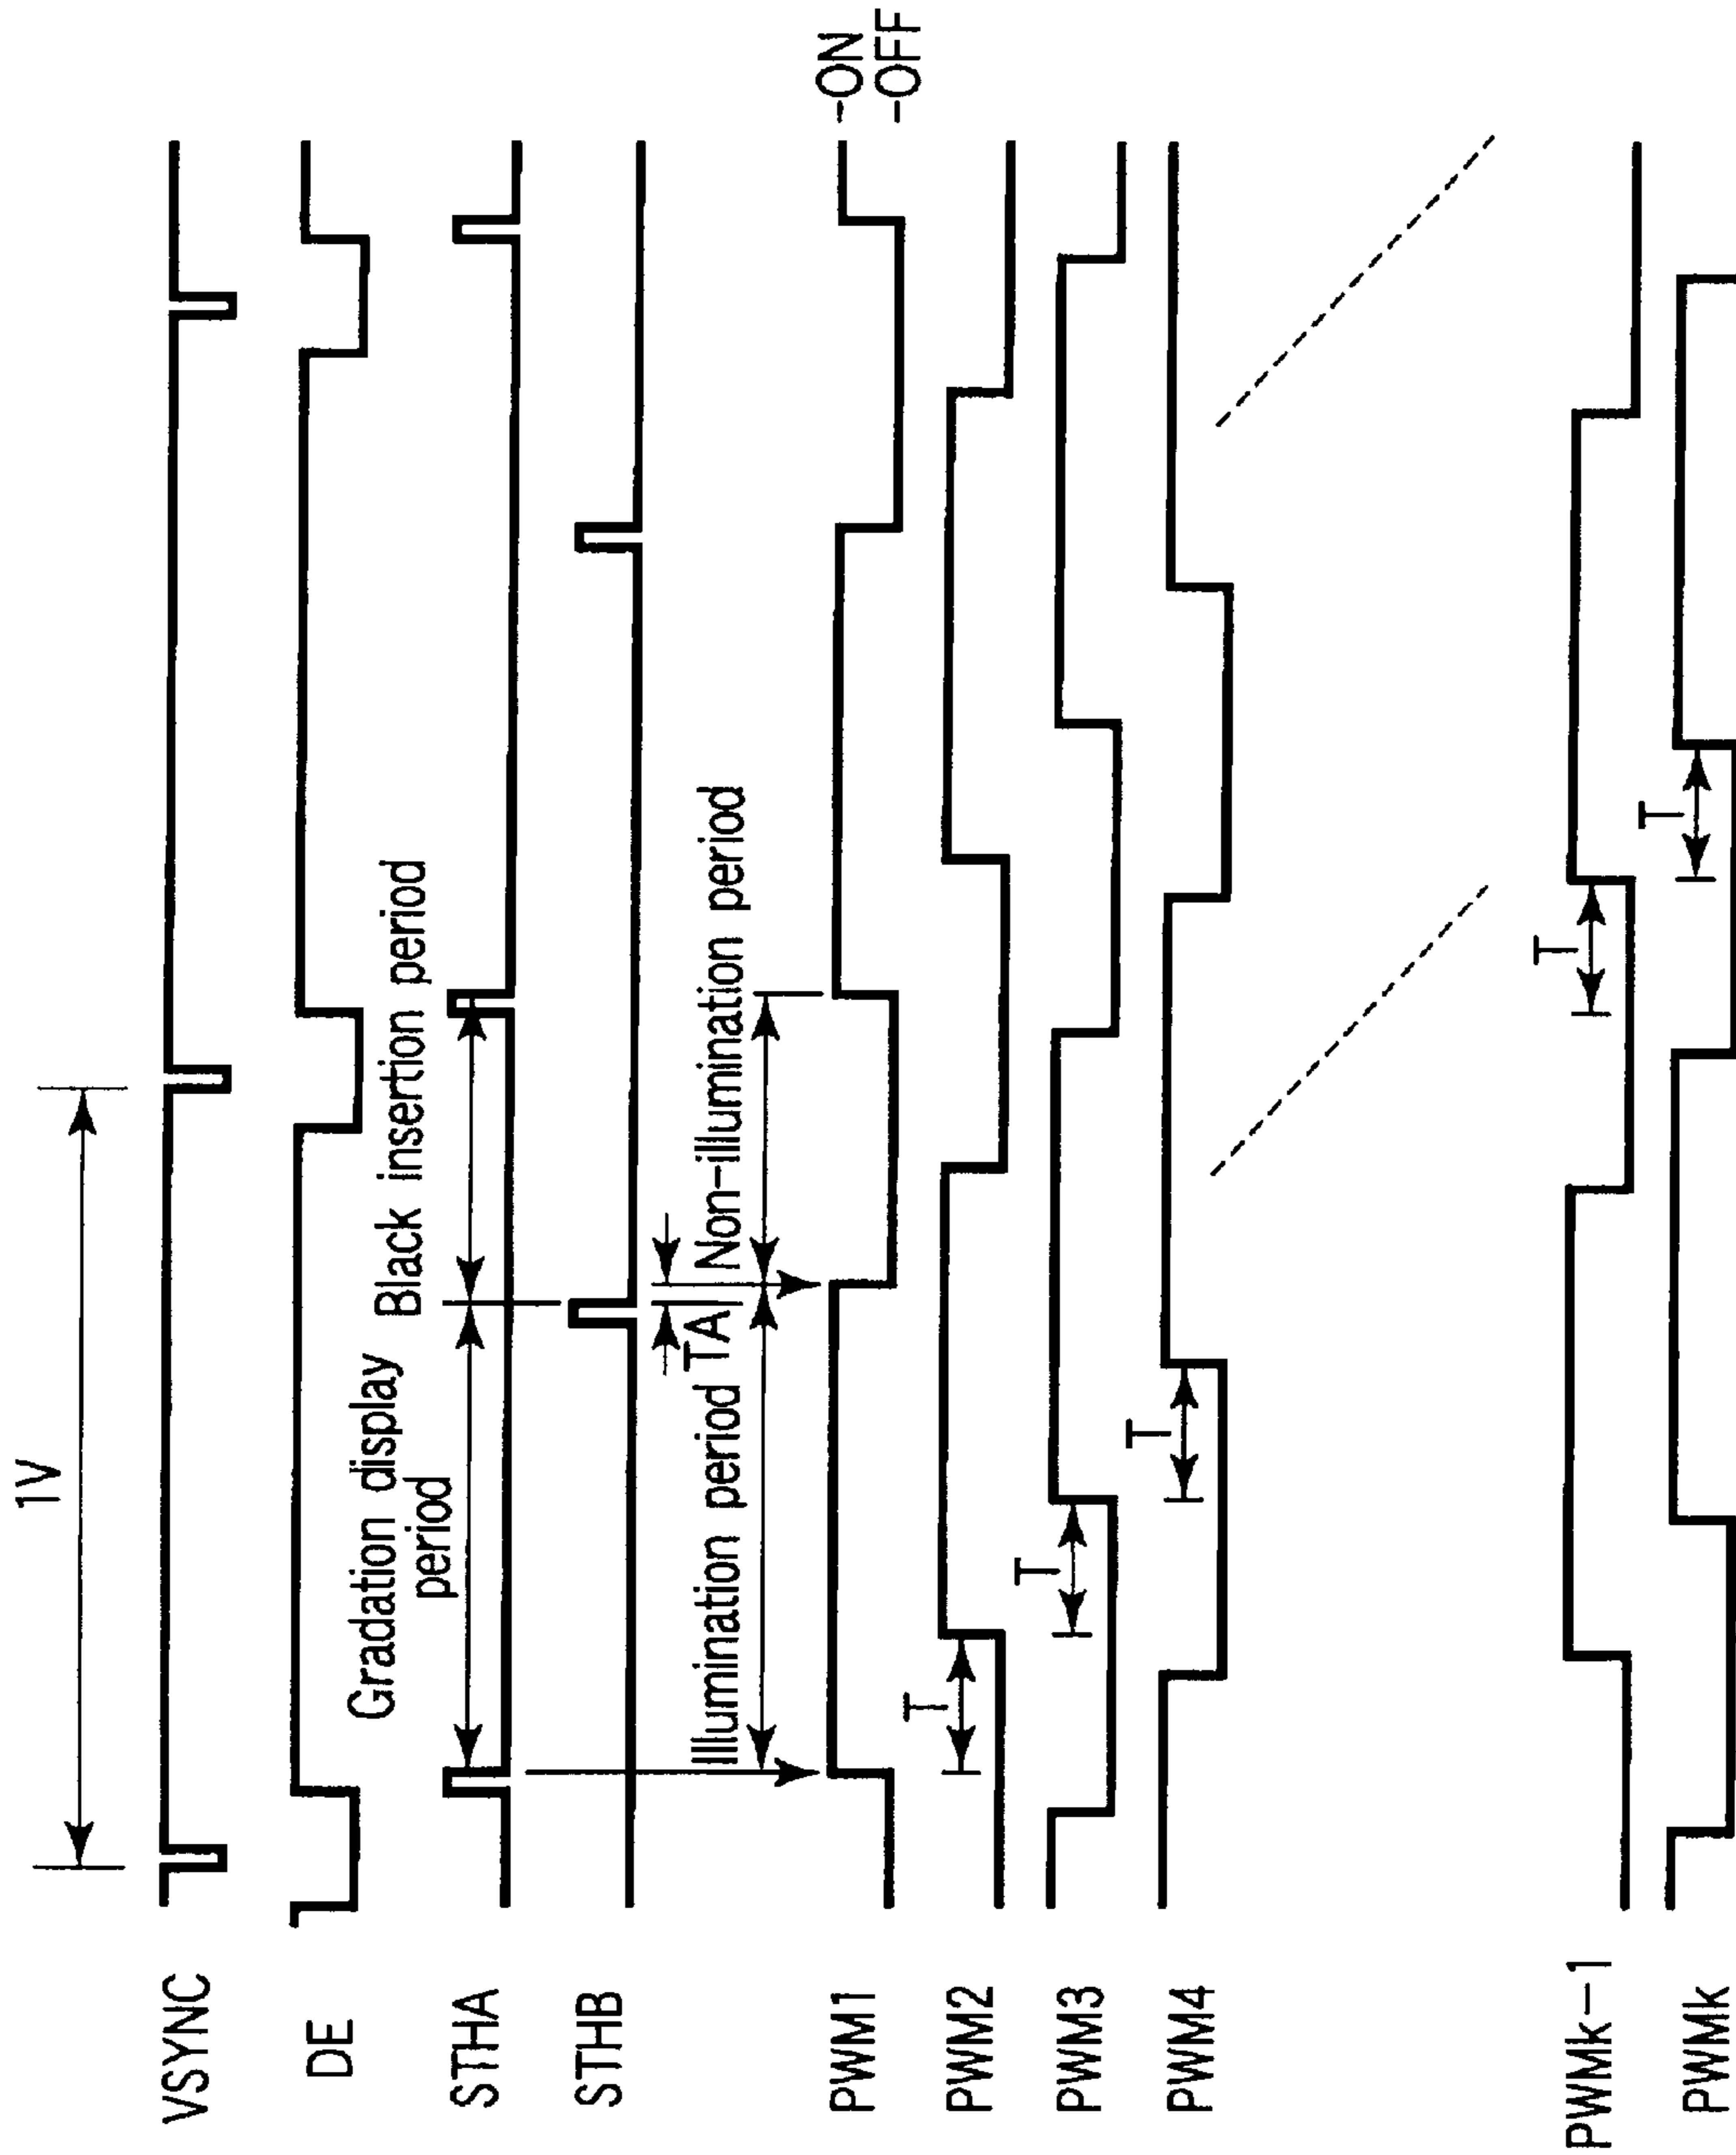 1V
VSYNC
DE
Gradation display
period
Black insertion period
STHA
STHB
TA
Illumination period
Non-illumination period
ON
OFF
PWM1
T
PWM2
T
PWM3
T
PWM4
T
PWMk-1
T
PWMk